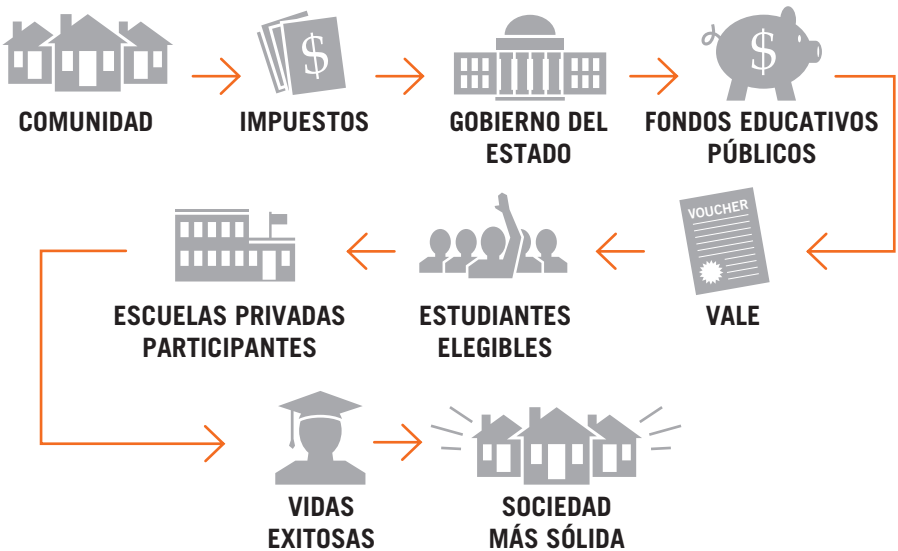 $
$
COMUNIDAD
IMPUESTOS
GOBIERNO DEL
ESTADO
FONDOS EDUCATIVOS
PÚBLICOS
VOUCHER
ESCUELAS PRIVADAS
PARTICIPANTES
ESTUDIANTES
ELEGIBLES
VALE
VIDAS
EXITOSAS
SOCIEDAD
MÁS SÓLIDA